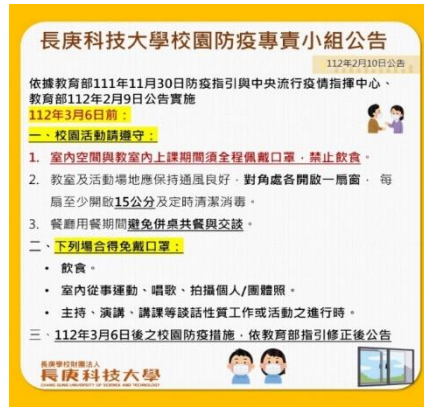 長庚科技大學校園防疫專責小組公告
112年2月10日公告
依據教育部111年11月30日防疫指引與中央流行疫情指揮中心、
教育部112年2月9日公告實施
112年3月6日前：
一、校園活動請遵守：
1. 室內空間與教室內上課期間須全程佩戴口罩，禁止飲食。
2. 教室及活動場地應保持通風良好，對角處各開啟一扇窗， 每
扇至少開啟15公分及定時清潔消毒。
3. 餐廳用餐期間避免併桌共餐與交談。
二、下列場合得免戴口罩：
• 飲食。
• 室內從事運動、唱歌、拍攝個人/團體照。
• 主持、演講、講課等談話性質工作或活動之進行時。
三、112年3月6日後之校園防疫措施，依教育部指引修正後公告
長庚學校財團法人
長庚科技大學
CHANG GUNG UNIVERSITY OF SCIENCE AND TECHNOLOGY